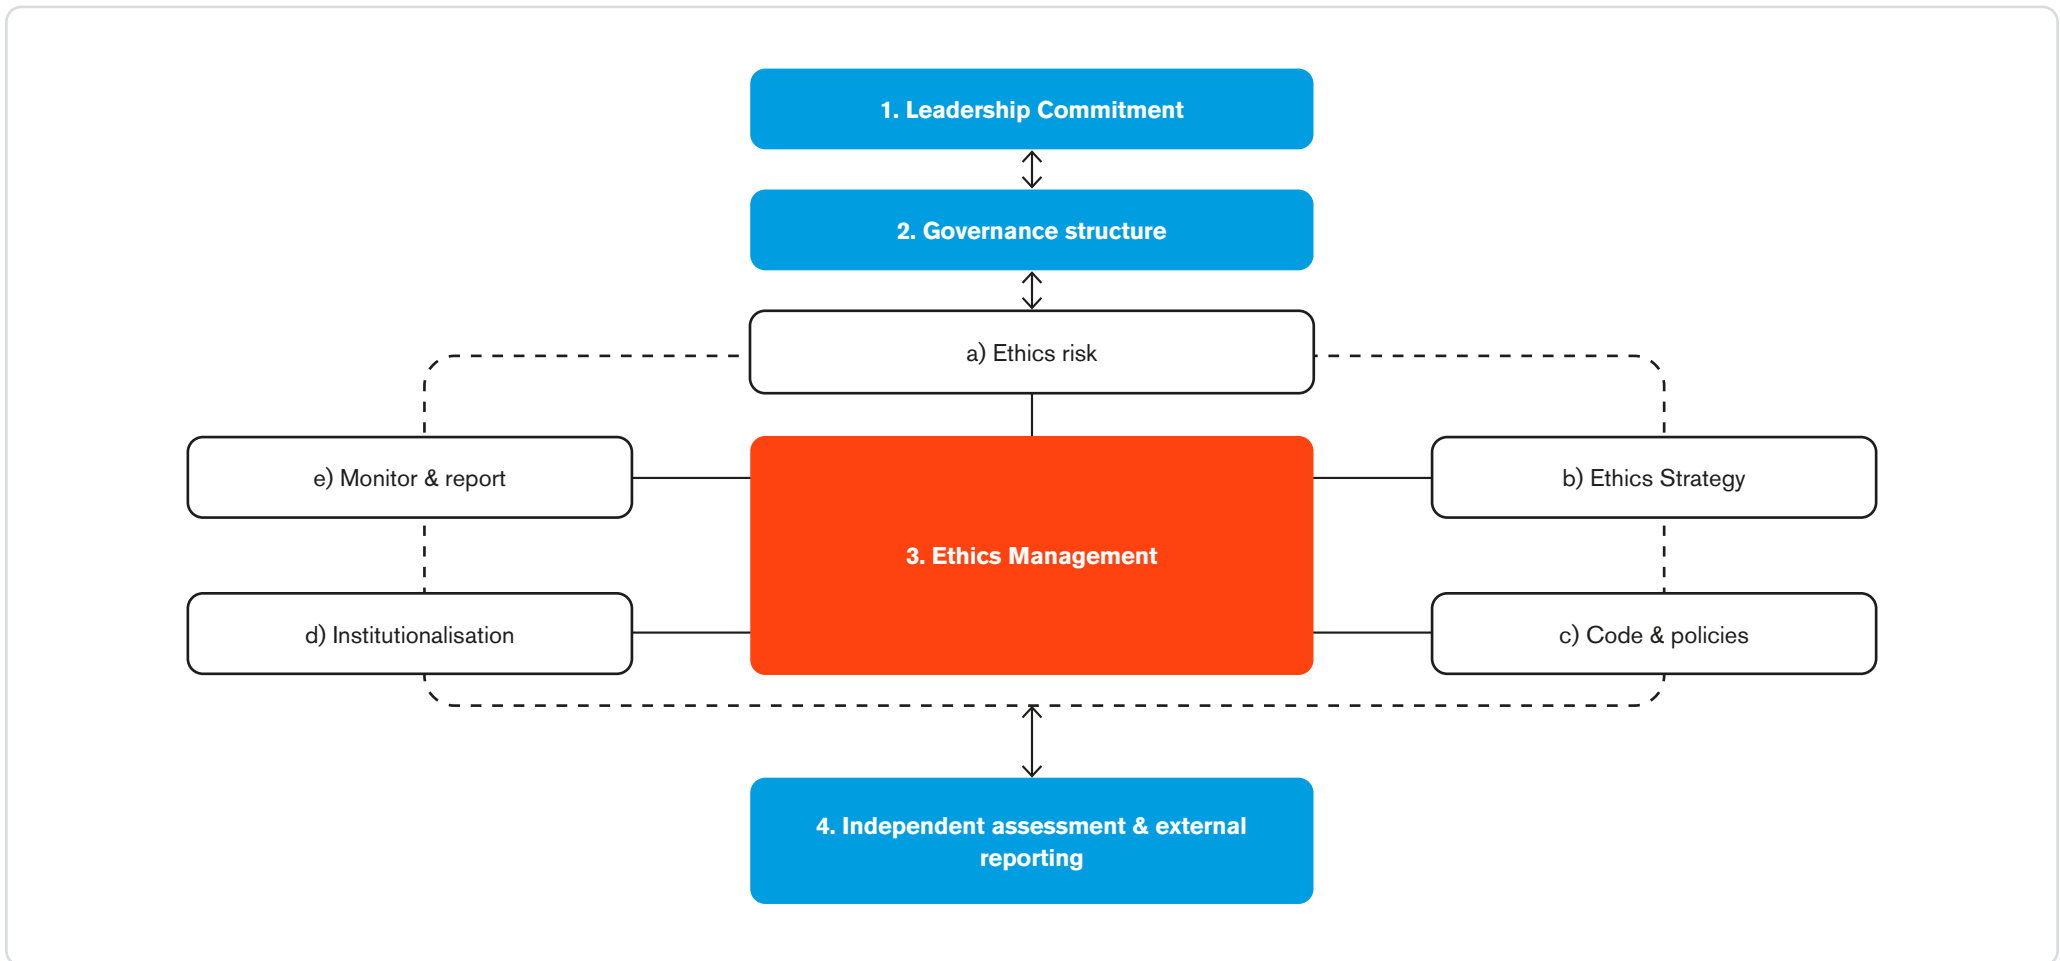 1. Leadership Commitment
2. Governance structure
a) Ethics risk
e) Monitor & report
b) Ethics Strategy
3. Ethics Management
d) Institutionalisation
c) Code & policies
4. Independent assessment & external
reporting